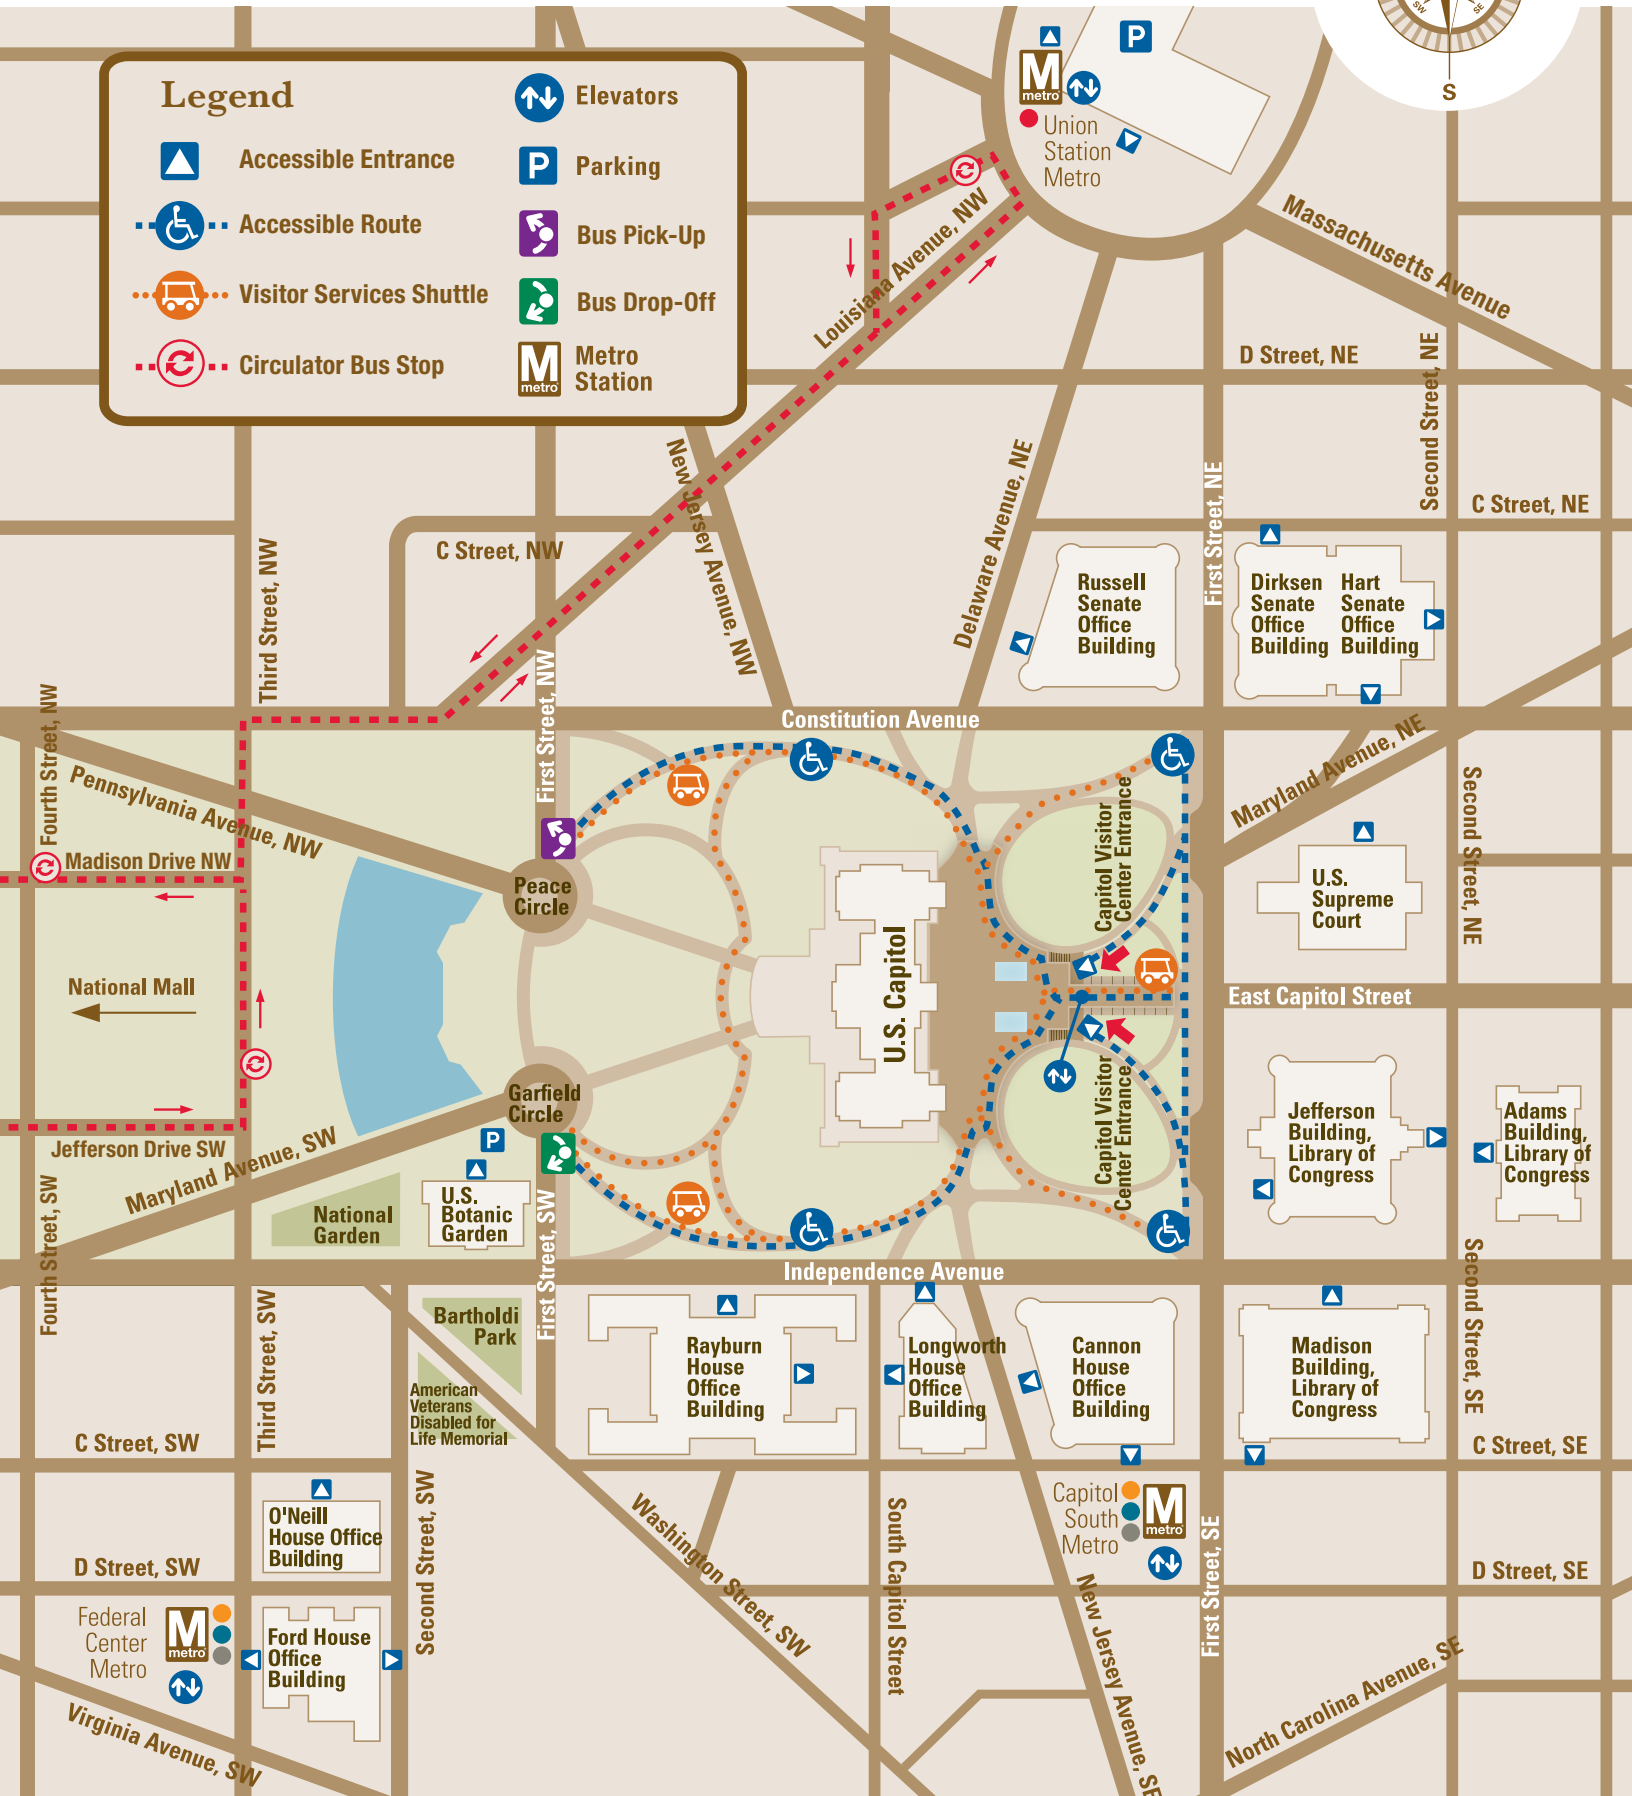 SW
SE
S
Legend
Accessible Entrance
Accessible Route
Visitor Services Shuttle
Circulator Bus Stop
Elevators
P
Parking
Bus Pick-Up
Bus Drop-Off
M
metro
Metro
Station
P
M
metro
Union
Station
Metro
Massachusetts Avenue
Louisiana Avenue, NW
D Street, NE
Second Street, NE
C Street, NE
New Jersey Avenue, NW
Delaware Avenue, NE
First Street, NE
C Street, NW
Third Street, NW
First Street, NW
Russell
Senate
Office
Building
Dirksen
Senate
Office
Building
Hart
Senate
Office
Building
Constitution Avenue
Fourth Street, NW
Pennsylvania Avenue, NW
Madison Drive NW
Maryland Avenue, NE
Second Street, NE
Peace
Circle
U.S. Capitol
Capitol Visitor
Center Entrance
U.S.
Supreme
Court
National Mall
East Capitol Street
Garfield
Circle
Capitol Visitor
Center Entrance
Jefferson Drive SW
Maryland Avenue, SW
P
Jefferson
Building,
Library of
Congress
Adams
Building,
Library of
Congress
Fourth Street, SW
National
Garden
U.S.
Botanic
Garden
First Street, SW
Independence Avenue
Second Street, SE
Third Street, SW
Bartholdi
Park
American
Veterans
Disabled for
Life Memorial
Rayburn
House
Office
Building
Longworth
House
Office
Building
Cannon
House
Office
Building
Madison
Building,
Library of
Congress
C Street, SW
C Street, SE
O'Neill
House Office
Building
Second Street, SW
Washington Street, SW
South Capitol Street
Capitol
South
Metro
M
metro
First Street, SE
D Street, SW
D Street, SE
Federal
Center
Metro
M
metro
Ford House
Office
Building
New Jersey Avenue, SE
North Carolina Avenue, SE
Virginia Avenue, SW